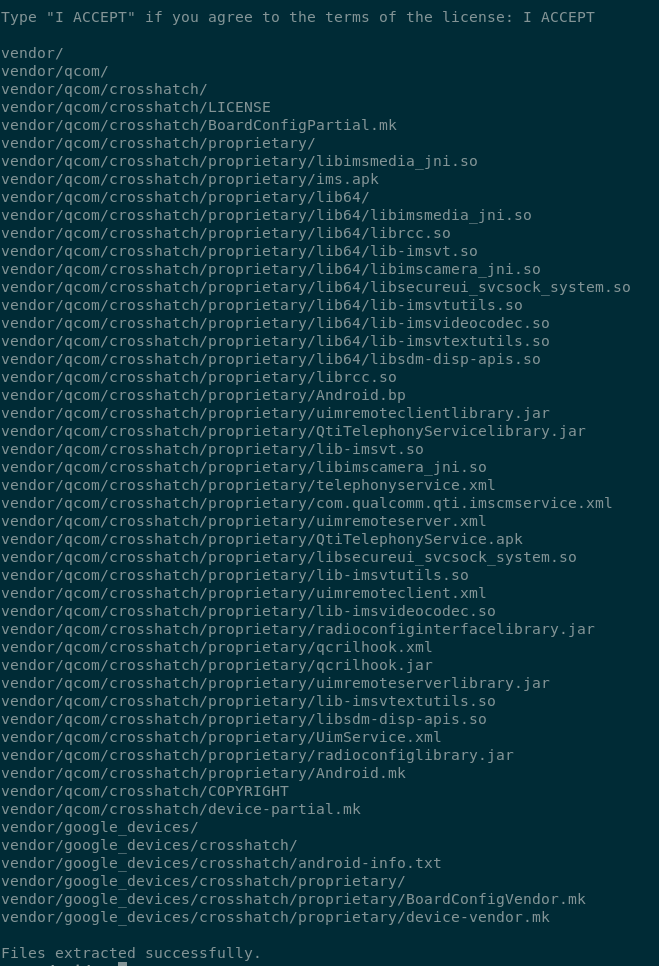 Type "I ACCEPT" if you agree to the terms of the license: I ACCEPT
vendor/
vendor/qcom/
vendor/qcom/crosshatch/
vendor/qcom/crosshatch/LICENSE
vendor/qcom/crosshatch/BoardConfigPartial.mk
vendor/qcom/crosshatch/proprietary/
vendor/qcom/crosshatch/proprietary/libimsmedia_jni.so
vendor/qcom/crosshatch/proprietary/ims.apk
vendor/qcom/crosshatch/proprietary/lib64/
vendor/qcom/crosshatch/proprietary/lib64/libimsmedia_jni.so
vendor/qcom/crosshatch/proprietary/lib64/librcc.so
vendor/qcom/crosshatch/proprietary/lib64/lib-imsvt.so
vendor/qcom/crosshatch/proprietary/lib64/libimscamera_jni.so
vendor/qcom/crosshatch/proprietary/lib64/libsecureui_svcsock_system.so
vendor/qcom/crosshatch/proprietary/lib64/lib-imsvtutils.so
vendor/qcom/crosshatch/proprietary/lib64/lib-imsvideocodec.so
vendor/qcom/crosshatch/proprietary/lib64/lib-imsvtextutils.so
vendor/qcom/crosshatch/proprietary/lib64/libsdm-disp-apis.so
vendor/qcom/crosshatch/proprietary/librcc.so
vendor/qcom/crosshatch/proprietary/Android.bp
vendor/qcom/crosshatch/proprietary/uimremoteclientlibrary.jar
vendor/qcom/crosshatch/proprietary/QtiTelephonyServicelibrary.jar
vendor/qcom/crosshatch/proprietary/lib-imsvt.so
vendor/qcom/crosshatch/proprietary/libimscamera_jni.so
vendor/qcom/crosshatch/proprietary/telephonyservice.xml
vendor/qcom/crosshatch/proprietary/com.qualcomm.qti.imscmservice.xml
vendor/qcom/crosshatch/proprietary/uimremoteserver.xml
vendor/qcom/crosshatch/proprietary/QtiTelephonyService.apk
vendor/qcom/crosshatch/proprietary/libsecureui_svcsock_system.so
vendor/qcom/crosshatch/proprietary/lib-imsvtutils.so
vendor/qcom/crosshatch/proprietary/uimremoteclient.xml
vendor/qcom/crosshatch/proprietary/lib-imsvideocodec.so
vendor/qcom/crosshatch/proprietary/radioconfiginterfacelibrary.jar
vendor/qcom/crosshatch/proprietary/qcrilhook.xml
vendor/qcom/crosshatch/proprietary/qcrilhook.jar
vendor/qcom/crosshatch/proprietary/uimremoteserverlibrary.jar
vendor/qcom/crosshatch/proprietary/lib-imsvtextutils.so
vendor/qcom/crosshatch/proprietary/libsdm-disp-apis.so
vendor/qcom/crosshatch/proprietary/UimService.xml
vendor/qcom/crosshatch/proprietary/radioconfiglibrary.jar
vendor/qcom/crosshatch/proprietary/Android.mk
vendor/qcom/crosshatch/COPYRIGHT
vendor/qcom/crosshatch/device-partial.mk
vendor/google_devices/
vendor/google_devices/crosshatch/
vendor/google_devices/crosshatch/android-info.txt
vendor/google_devices/crosshatch/proprietary/
vendor/google_devices/crosshatch/proprietary/BoardConfigVendor.mk
vendor/google_devices/crosshatch/proprietary/device-vendor.mk
Files extracted successfully.